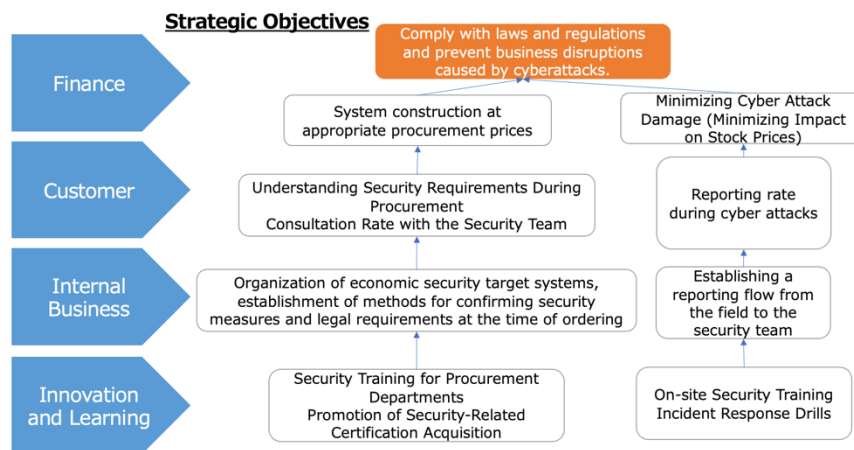 Strategic Objectives
Comply with laws and regulations
and prevent business disruptions
caused by cyberattacks.
Finance
System construction at
appropriate procurement prices
Minimizing Cyber Attack
Damage (Minimizing Impact
on Stock Prices)
Customer
Understanding Security Requirements During
Procurement
Consultation Rate with the Security Team
Reporting rate
during cyber attacks
Internal
Business
Organization of economic security target systems,
establishment of methods for confirming security
measures and legal requirements at the time of ordering
Establishing a
reporting flow from
the field to the
security team
Innovation
and Learning
Security Training for Procurement
Departments
Promotion of Security-Related
Certification Acquisition
On-site Security Training
Incident Response Drills